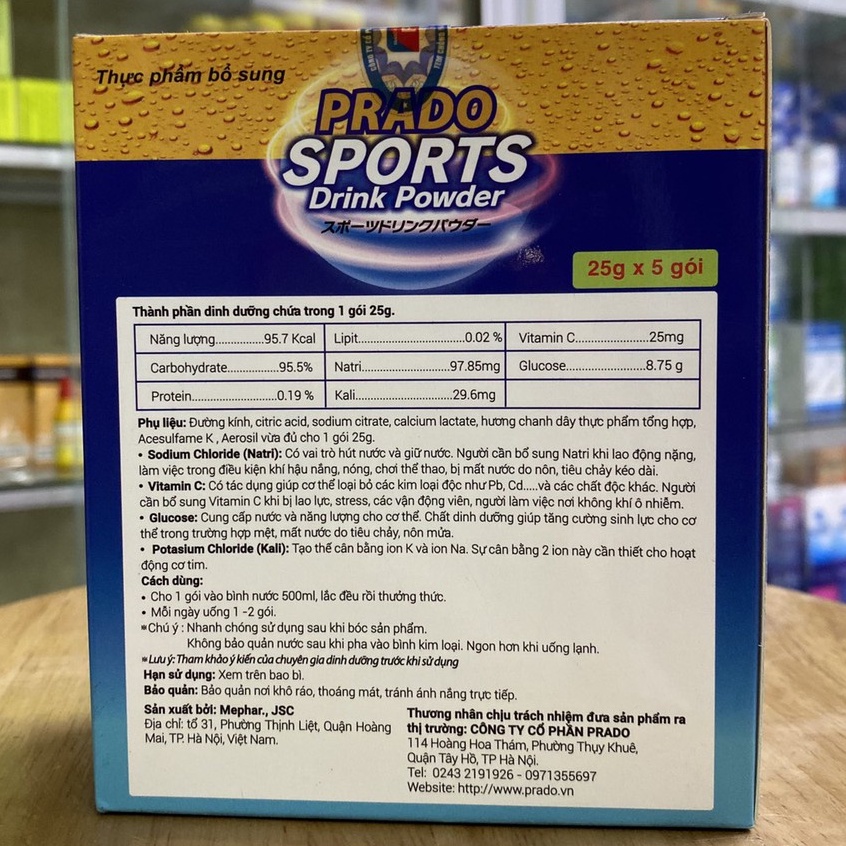 Thực phẩm bổ sung
PRADO
SPORTS
Drink Powder
スポーツドリンクパウダー
25g x 5 gói
Thành phần dinh dưỡng chứa trong 1 gói 25g.
Năng lượng...............95.7 Kcal Lipit.................................0.02 % Vitamin C.......................25mg
Carbohydrate................95.5% Natri...........................97.85mg Glucose.........................8.75 g
Protein..........................0.19 % Kali..............................29.6mg
Phụ liệu: Đường kính, citric acid, sodium citrate, calcium lactate, hương chanh dây thực phẩm tổng hợp,
Acesulfame K , Aerosil vừa đủ cho 1 gói 25g.
• Sodium Chloride (Natri): Có vai trò hút nước và giữ nước. Người cần bổ sung Natri khi lao động nặng,
làm việc trong điều kiện khí hậu nắng, nóng, chơi thể thao, bị mất nước do nôn, tiêu chảy kéo dài.
• Vitamin C: Có tác dụng giúp cơ thể loại bỏ các kim loại độc như Pb, Cd.....và các chất độc khác. Người
cần bổ sung Vitamin C khi bị lao lực, stress, các vận động viên, người làm việc nơi không khí ô nhiễm.
• Glucose: Cung cấp nước và năng lượng cho cơ thể. Chất dinh dưỡng giúp tăng cường sinh lực cho cơ
thể trong trường hợp mệt, mất nước do tiêu chảy, nôn mửa.
• Potasium Chloride (Kali): Tạo thế cân bằng ion K và ion Na. Sự cân bằng 2 ion này cần thiết cho hoạt
động cơ tim.
Cách dùng:
• Cho 1 gói vào bình nước 500ml, lắc đều rồi thưởng thức.
• Mỗi ngày uống 1 -2 gói.
*Chú ý : Nhanh chóng sử dụng sau khi bóc sản phẩm.
Không bảo quản nước sau khi pha vào bình kim loại. Ngon hơn khi uống lạnh.
*Lưu ý: Tham khảo ý kiến của chuyên gia dinh dưỡng trước khi sử dụng
Hạn sử dụng: Xem trên bao bì.
Bảo quản: Bảo quản nơi khô ráo, thoáng mát, tránh ánh nắng trực tiếp.
Sản xuất bởi: Mephar., JSC
Địa chỉ: tổ 31, Phường Thịnh Liệt, Quận Hoàng
Mai, TP. Hà Nội, Việt Nam.
Thương nhân chịu trách nhiệm đưa sản phẩm ra
thị trường: CÔNG TY CỔ PHẦN PRADO
114 Hoàng Hoa Thám, Phường Thụy Khuê,
Quận Tây Hồ, TP Hà Nội.
Tel: 0243 2191926 - 0971355697
Website: http://www.prado.vn